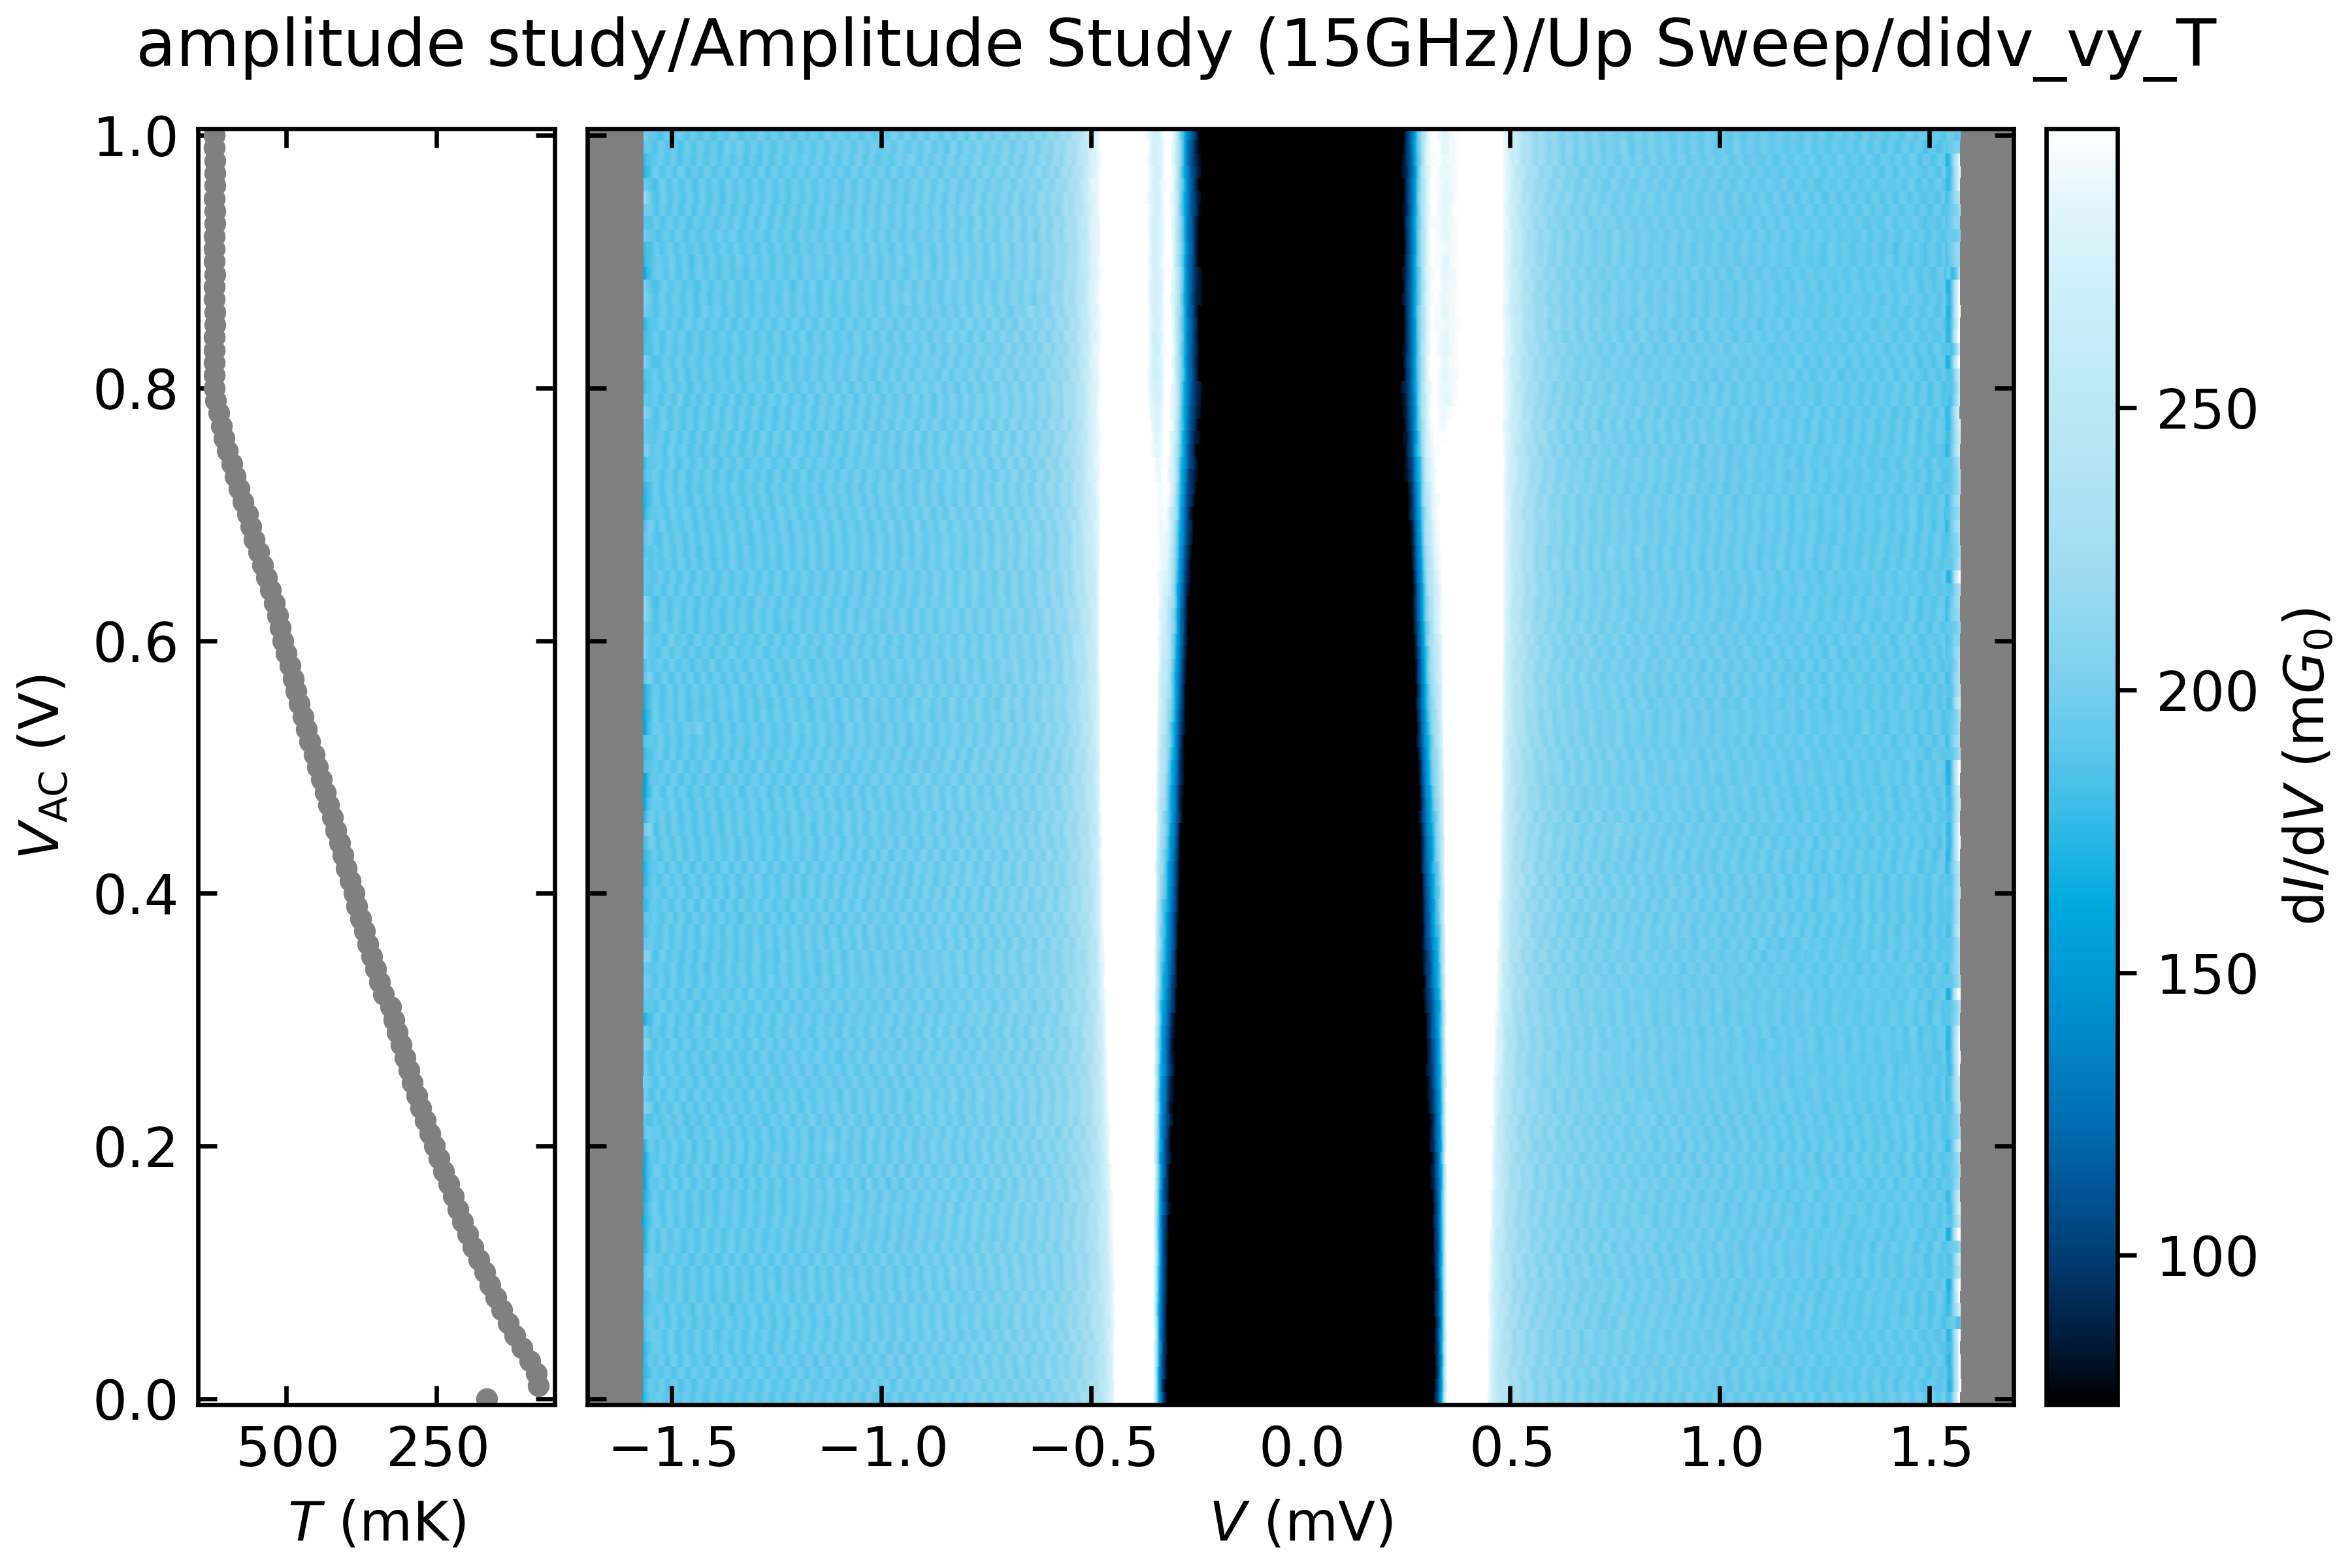 amplitude study/Amplitude Study (15GHz)/Up Sweep/didv_vy_T
1.0
0.8
0.6
0.4
0.2
0.0
V_AC (V)
500 250
T (mK)
−1.5 −1.0 −0.5 0.0 0.5 1.0 1.5
V (mV)
250
200
150
100
dI/dV (mG₀)